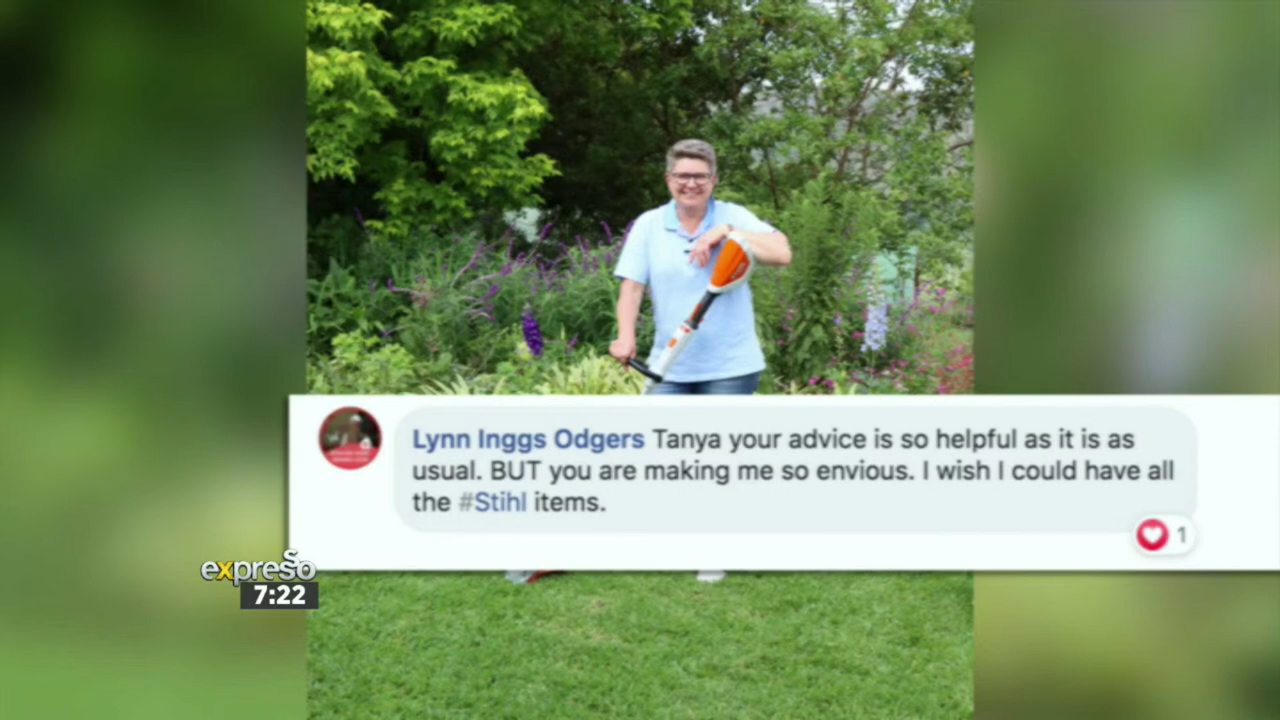 Lynn Inggs Odgers Tanya your advice is so helpful as it is as
usual. BUT you are making me so envious. I wish I could have all
the #Stihl items.
1
expresso
7:22